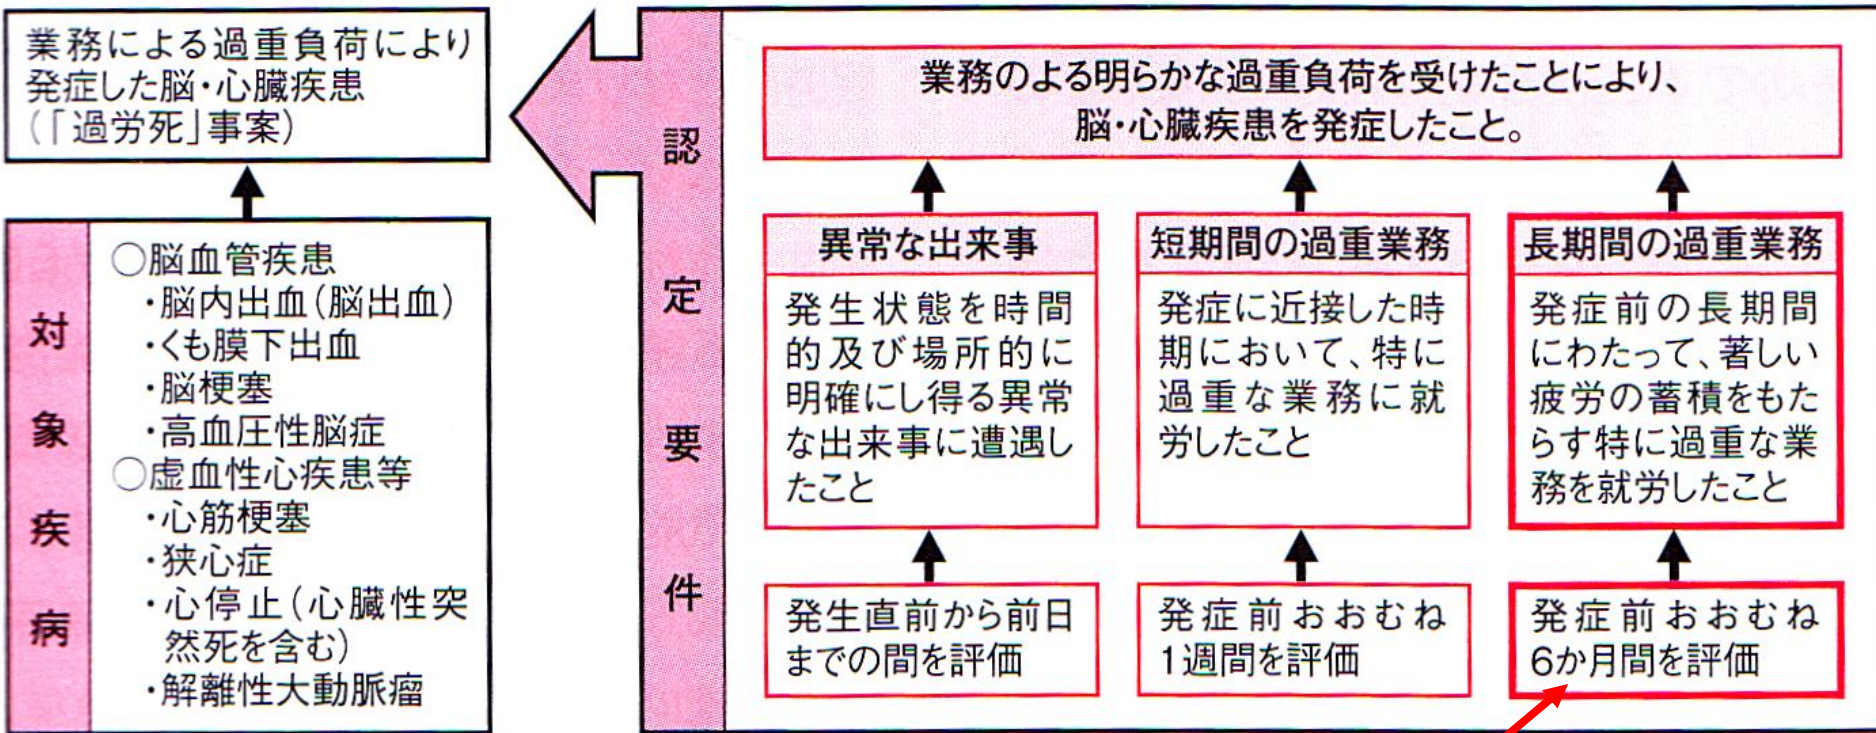 業務による過重負荷により
発症した脳・心臓疾患
(「過労死」事案)
対象疾病
○脳血管疾患
・脳内出血(脳出血)
・くも膜下出血
・脳梗塞
・高血圧性脳症
○虚血性心疾患等
・心筋梗塞
・狭心症
・心停止(心臓性突
然死を含む)
・解離性大動脈瘤
認定要件
業務のよる明らかな過重負荷を受けたことにより、
脳・心臓疾患を発症したこと。
異常な出来事
発生状態を時間
的及び場所的に
明確にし得る異常
な出来事に遭遇し
たこと
発生直前から前日
までの間を評価
短期間の過重業務
発症に近接した時
期において、特に
過重な業務に就
労したこと
発症前おおむね
1週間を評価
長期間の過重業務
発症前の長期間
にわたって、著しい
疲労の蓄積をもた
らす特に過重な業
務を就労したこと
発症前おおむね
6か月間を評価